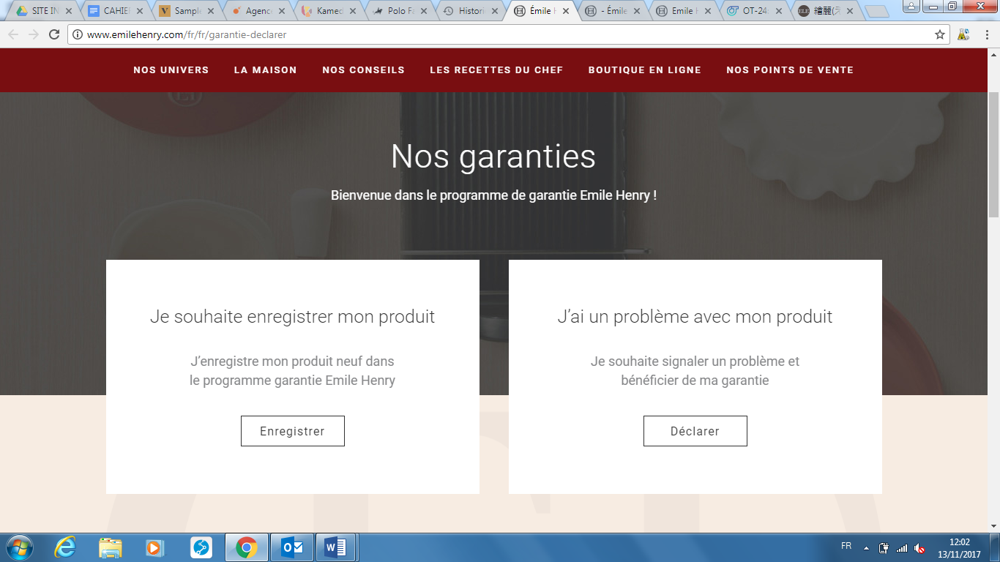 SITE IN
CAHIE
Sample
Agenc
Kamed
Polo Fa
Histori
Émile H
- Émile
Emile H
OT-24
繪麗(天
www.emilehenry.com/fr/fr/garantie-declarer
NOS UNIVERS LA MAISON NOS CONSEILS LES RECETTES DU CHEF BOUTIQUE EN LIGNE NOS POINTS DE VENTE
Nos garanties
Bienvenue dans le programme de garantie Emile Henry !
Je souhaite enregistrer mon produit
J’enregistre mon produit neuf dans
le programme garantie Emile Henry
Enregistrer
J’ai un problème avec mon produit
Je souhaite signaler un problème et
bénéficier de ma garantie
Déclarer
FR
12:02
13/11/2017